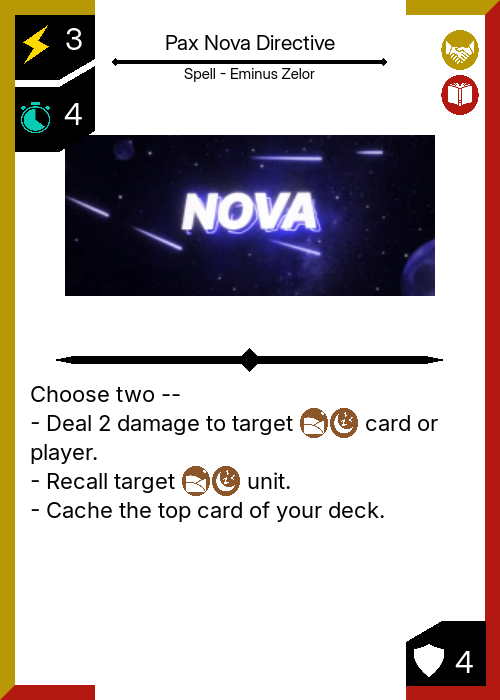 3
Pax Nova Directive
Spell - Eminus Zelor
4
NOVA
Choose two --
- Deal 2 damage to target card or
player.
- Recall target unit.
- Cache the top card of your deck.
4